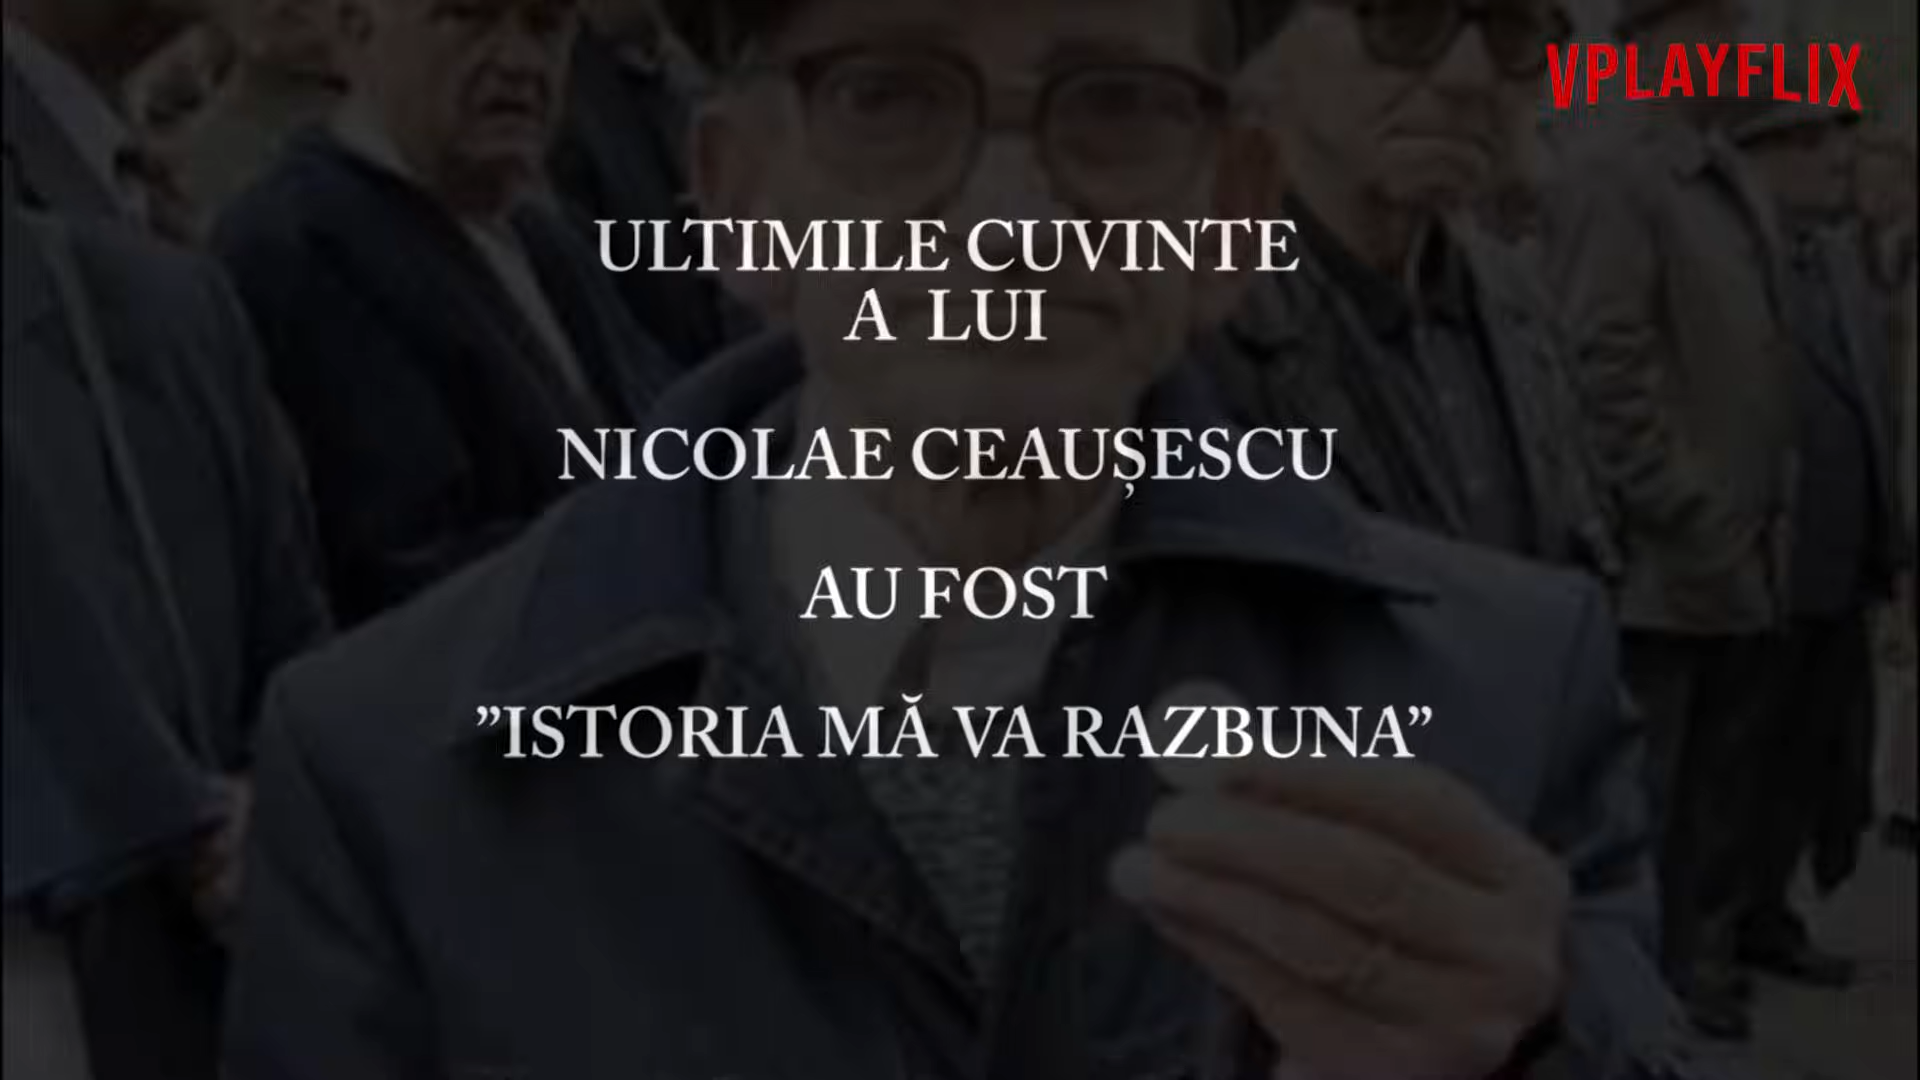 VPLAYFLIX
ULTIMILE CUVINTE
A LUI
NICOLAE CEAUȘESCU
AU FOST
”ISTORIA MĂ VA RAZBUNA”